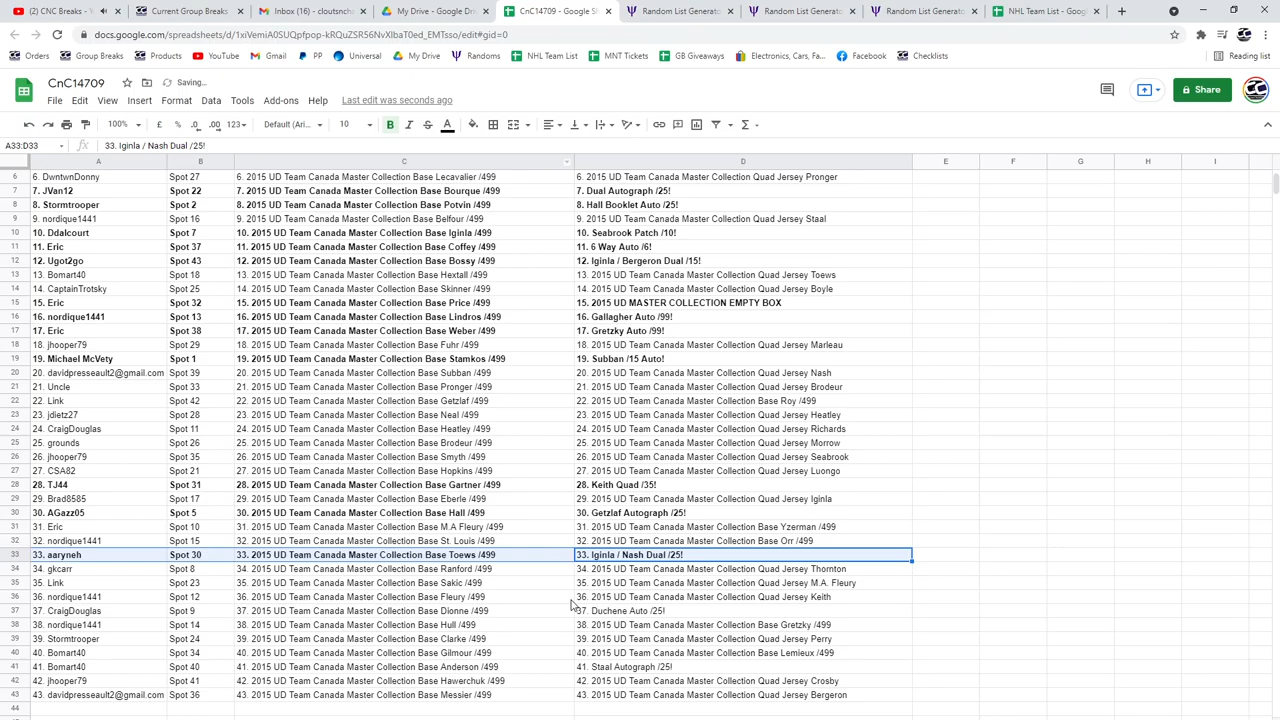 (2) CNC Breaks - Y
Current Group Breaks
Inbox (16) - cloutsnch
My Drive - Google Dri
CnC14709 - Google Sh
Random List Generato
Random List Generato
Random List Generato
NHL Team List - Goog
docs.google.com/spreadsheets/d/1xiVemiA0SUQpfpop-kRQuZSR56NvXlbaT0ed_EMTsso/edit#gid=0
Orders
Group Breaks
Products
YouTube
Gmail
PP
Universal
My Drive
Randoms
NHL Team List
MNT Tickets
GB Giveaways
Electronics, Cars, Fa...
Facebook
Checklists
Reading list
CnC14709
Saving...
File Edit View Insert Format Data Tools Add-ons Help Last edit was seconds ago
Share
100% £ % .0 .00 123 Default (Ari... 10 B I S A
A33:D33 fx 33. Iginla / Nash Dual /25!
A B C D E F G H I
6 6. DwntwnDonny Spot 27 6. 2015 UD Team Canada Master Collection Base Lecavalier /499 6. 2015 UD Team Canada Master Collection Quad Jersey Pronger
7 7. JVan12 Spot 22 7. 2015 UD Team Canada Master Collection Base Bourque /499 7. Dual Autograph /25!
8 8. Stormtrooper Spot 2 8. 2015 UD Team Canada Master Collection Base Potvin /499 8. Hall Booklet Auto /25!
9 9. nordique1441 Spot 16 9. 2015 UD Team Canada Master Collection Base Belfour /499 9. 2015 UD Team Canada Master Collection Quad Jersey Staal
10 10. Ddalcourt Spot 7 10. 2015 UD Team Canada Master Collection Base Iginla /499 10. Seabrook Patch /10!
11 11. Eric Spot 37 11. 2015 UD Team Canada Master Collection Base Coffey /499 11. 6 Way Auto /6!
12 12. Ugot2go Spot 43 12. 2015 UD Team Canada Master Collection Base Bossy /499 12. Iginla / Bergeron Dual /15!
13 13. Bomart40 Spot 18 13. 2015 UD Team Canada Master Collection Base Hextall /499 13. 2015 UD Team Canada Master Collection Quad Jersey Toews
14 14. CaptainTrotsky Spot 25 14. 2015 UD Team Canada Master Collection Base Skinner /499 14. 2015 UD Team Canada Master Collection Quad Jersey Boyle
15 15. Eric Spot 32 15. 2015 UD Team Canada Master Collection Base Price /499 15. 2015 UD MASTER COLLECTION EMPTY BOX
16 16. nordique1441 Spot 13 16. 2015 UD Team Canada Master Collection Base Lindros /499 16. Gallagher Auto /99!
17 17. Eric Spot 38 17. 2015 UD Team Canada Master Collection Base Weber /499 17. Gretzky Auto /99!
18 18. jhooper79 Spot 29 18. 2015 UD Team Canada Master Collection Base Fuhr /499 18. 2015 UD Team Canada Master Collection Quad Jersey Marleau
19 19. Michael McVety Spot 1 19. 2015 UD Team Canada Master Collection Base Stamkos /499 19. Subban /15 Auto!
20 20. davidpresseault2@gmail.com Spot 39 20. 2015 UD Team Canada Master Collection Base Subban /499 20. 2015 UD Team Canada Master Collection Quad Jersey Nash
21 21. Uncle Spot 33 21. 2015 UD Team Canada Master Collection Base Pronger /499 21. 2015 UD Team Canada Master Collection Quad Jersey Brodeur
22 22. Link Spot 42 22. 2015 UD Team Canada Master Collection Base Getzlaf /499 22. 2015 UD Team Canada Master Collection Base Roy /499
23 23. jdietz27 Spot 28 23. 2015 UD Team Canada Master Collection Base Neal /499 23. 2015 UD Team Canada Master Collection Quad Jersey Heatley
24 24. CraigDouglas Spot 11 24. 2015 UD Team Canada Master Collection Base Heatley /499 24. 2015 UD Team Canada Master Collection Quad Jersey Richards
25 25. grounds Spot 26 25. 2015 UD Team Canada Master Collection Base Brodeur /499 25. 2015 UD Team Canada Master Collection Quad Jersey Morrow
26 26. jhooper79 Spot 35 26. 2015 UD Team Canada Master Collection Base Smyth /499 26. 2015 UD Team Canada Master Collection Quad Jersey Seabrook
27 27. CSA82 Spot 21 27. 2015 UD Team Canada Master Collection Base Hopkins /499 27. 2015 UD Team Canada Master Collection Quad Jersey Luongo
28 28. TJ44 Spot 31 28. 2015 UD Team Canada Master Collection Base Gartner /499 28. Keith Quad /35!
29 29. Brad8585 Spot 17 29. 2015 UD Team Canada Master Collection Base Eberle /499 29. 2015 UD Team Canada Master Collection Quad Jersey Iginla
30 30. AGazz05 Spot 5 30. 2015 UD Team Canada Master Collection Base Hall /499 30. Getzlaf Autograph /25!
31 31. Eric Spot 10 31. 2015 UD Team Canada Master Collection Base M.A Fleury /499 31. 2015 UD Team Canada Master Collection Base Yzerman /499
32 32. nordique1441 Spot 15 32. 2015 UD Team Canada Master Collection Base St. Louis /499 32. 2015 UD Team Canada Master Collection Base Orr /499
33 33. aaryneh Spot 30 33. 2015 UD Team Canada Master Collection Base Toews /499 33. Iginla / Nash Dual /25!
34 34. gkcarr Spot 8 34. 2015 UD Team Canada Master Collection Base Ranford /499 34. 2015 UD Team Canada Master Collection Quad Jersey Thornton
35 35. Link Spot 23 35. 2015 UD Team Canada Master Collection Base Sakic /499 35. 2015 UD Team Canada Master Collection Quad Jersey M.A. Fleury
36 36. nordique1441 Spot 12 36. 2015 UD Team Canada Master Collection Base Fleury /499 36. 2015 UD Team Canada Master Collection Quad Jersey Keith
37 37. CraigDouglas Spot 9 37. 2015 UD Team Canada Master Collection Base Dionne /499 37. Duchene Auto /25!
38 38. nordique1441 Spot 14 38. 2015 UD Team Canada Master Collection Base Hull /499 38. 2015 UD Team Canada Master Collection Base Gretzky /499
39 39. Stormtrooper Spot 24 39. 2015 UD Team Canada Master Collection Base Clarke /499 39. 2015 UD Team Canada Master Collection Quad Jersey Perry
40 40. Bomart40 Spot 34 40. 2015 UD Team Canada Master Collection Base Gilmour /499 40. 2015 UD Team Canada Master Collection Base Lemieux /499
41 41. Bomart40 Spot 40 41. 2015 UD Team Canada Master Collection Base Anderson /499 41. Staal Autograph /25!
42 42. jhooper79 Spot 41 42. 2015 UD Team Canada Master Collection Base Hawerchuk /499 42. 2015 UD Team Canada Master Collection Quad Jersey Crosby
43 43. davidpresseault2@gmail.com Spot 36 43. 2015 UD Team Canada Master Collection Base Messier /499 43. 2015 UD Team Canada Master Collection Quad Jersey Bergeron
44